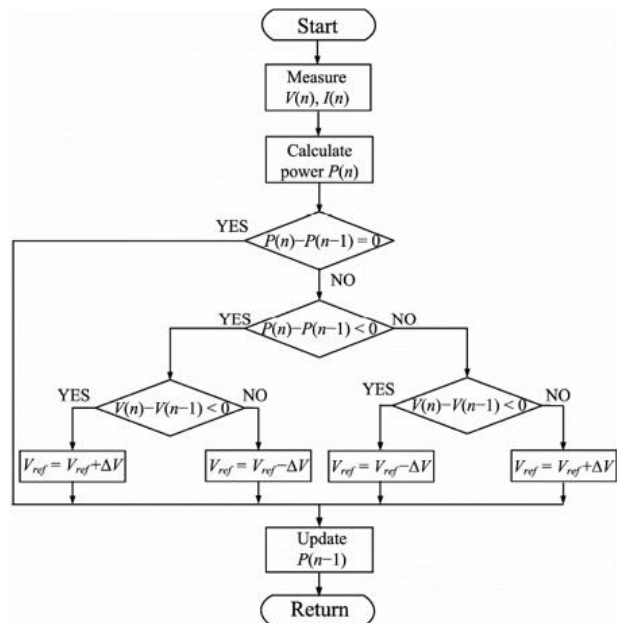 Start
Measure
V(n), I(n)
Calculate
power P(n)
YES
P(n)−P(n−1) = 0
NO
YES
P(n)−P(n−1) < 0
NO
YES
V(n)−V(n−1) < 0
NO
YES
V(n)−V(n−1) < 0
NO
Vref = Vref+ΔV
Vref = Vref−ΔV
Vref = Vref−ΔV
Vref = Vref+ΔV
Update
P(n−1)
Return